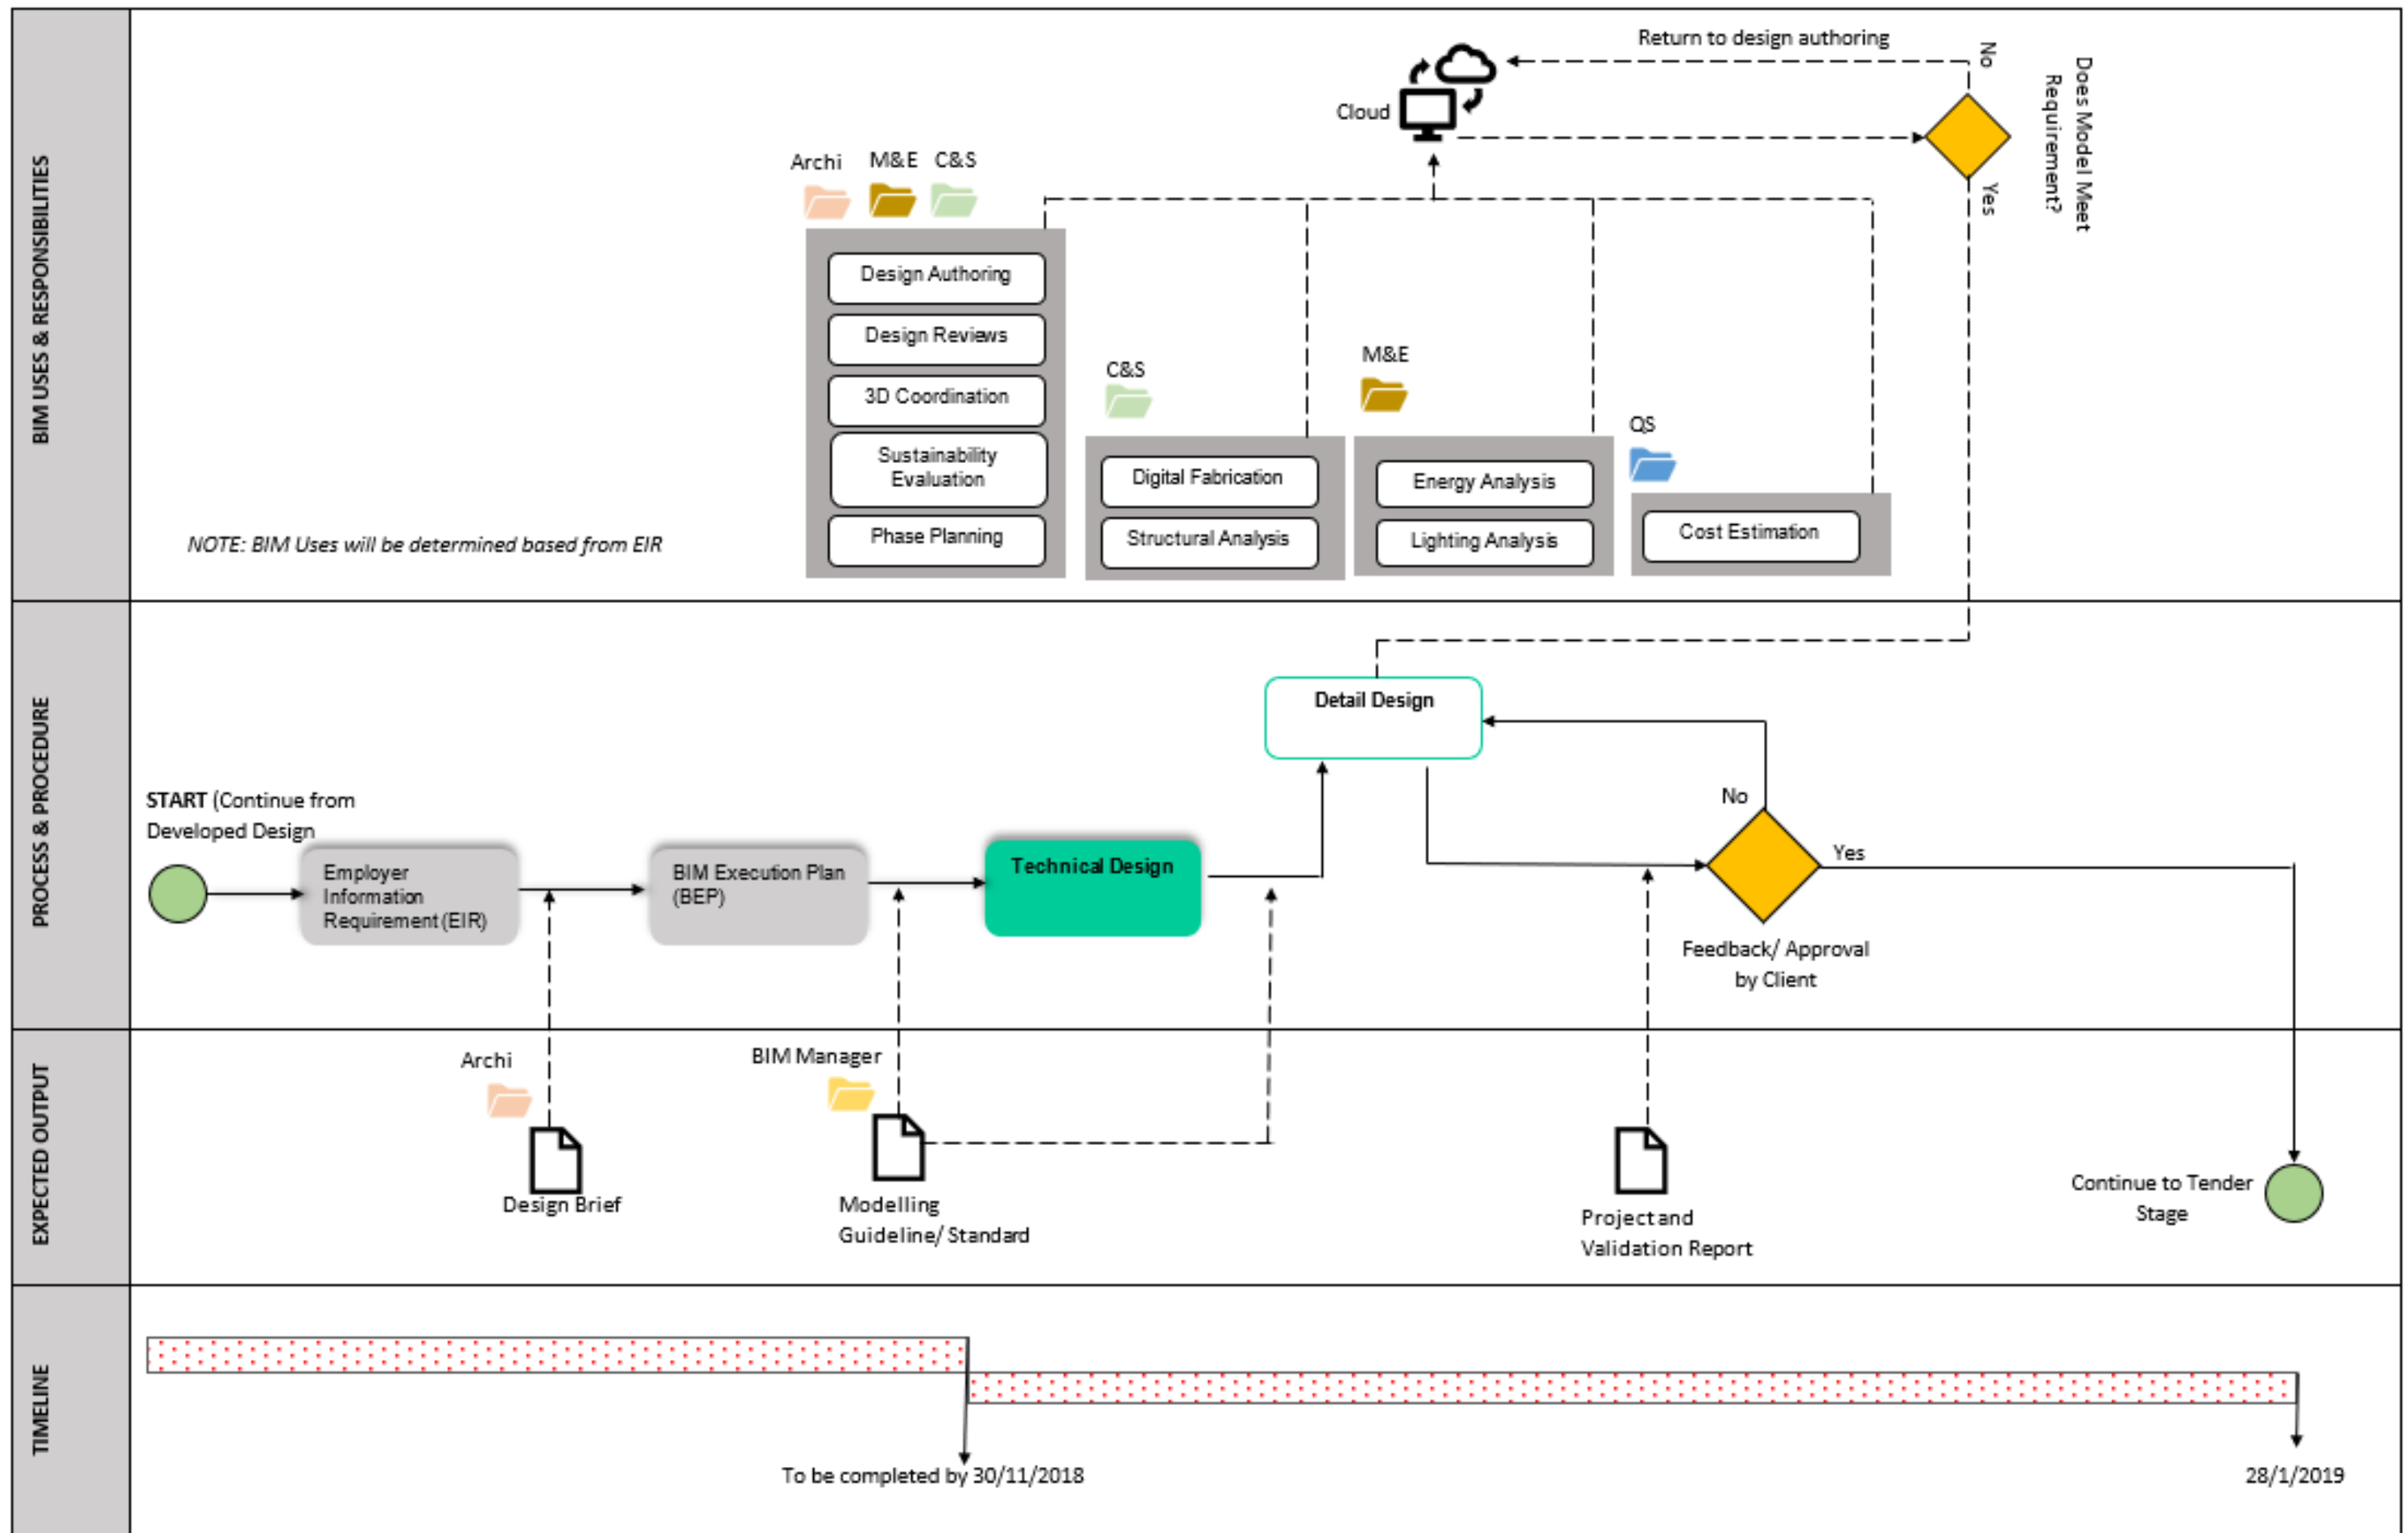 BIM USES & RESPONSIBILITIES
Return to design authoring
No
Does Model Meet
Requirement?
Cloud
Yes
Archi
M&E
C&S
Design Authoring
Design Reviews
3D Coordination
Sustainability
Evaluation
Phase Planning
C&S
Digital Fabrication
Structural Analysis
M&E
Energy Analysis
Lighting Analysis
QS
Cost Estimation
NOTE: BIM Uses will be determined based from EIR
PROCESS & PROCEDURE
START (Continue from
Developed Design
Employer
Information
Requirement (EIR)
BIM Execution Plan
(BEP)
Technical Design
Detail Design
No
Yes
Feedback/ Approval
by Client
EXPECTED OUTPUT
Archi
Design Brief
BIM Manager
Modelling
Guideline/ Standard
Project and
Validation Report
Continue to Tender
Stage
TIMELINE
To be completed by 30/11/2018
28/1/2019